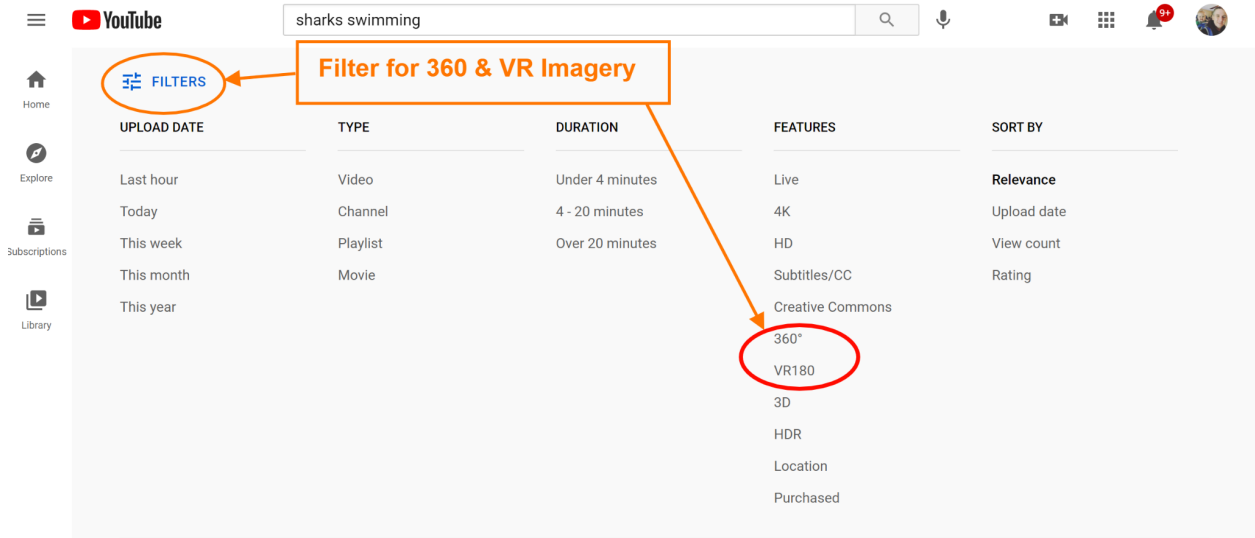 YouTube
sharks swimming
9+
Filter for 360 & VR Imagery
FILTERS
Home
Explore
Subscriptions
Library
UPLOAD DATE
Last hour
Today
This week
This month
This year
TYPE
Video
Channel
Playlist
Movie
DURATION
Under 4 minutes
4 - 20 minutes
Over 20 minutes
FEATURES
Live
4K
HD
Subtitles/CC
Creative Commons
360°
VR180
3D
HDR
Location
Purchased
SORT BY
Relevance
Upload date
View count
Rating